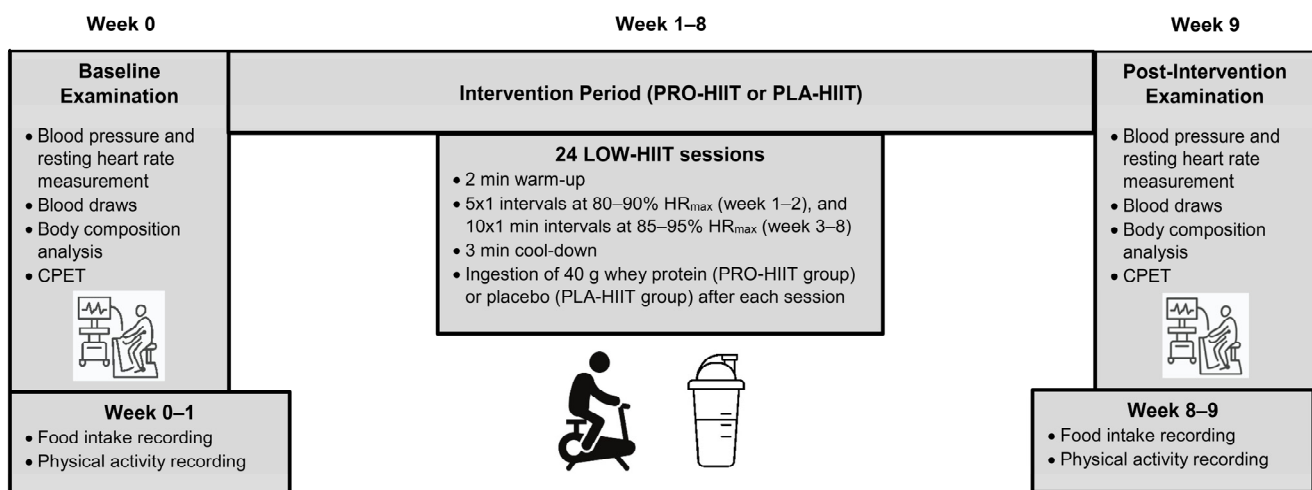 Week 0
Week 1–8
Week 9
Baseline
Examination
• Blood pressure and
resting heart rate
measurement
• Blood draws
• Body composition
analysis
• CPET
Intervention Period (PRO-HIIT or PLA-HIIT)
24 LOW-HIIT sessions
• 2 min warm-up
• 5x1 intervals at 80–90% HRmax (week 1–2), and
10x1 min intervals at 85–95% HRmax (week 3–8)
• 3 min cool-down
• Ingestion of 40 g whey protein (PRO-HIIT group)
or placebo (PLA-HIIT group) after each session
Post-Intervention
Examination
• Blood pressure and
resting heart rate
measurement
• Blood draws
• Body composition
analysis
• CPET
Week 0–1
• Food intake recording
• Physical activity recording
Week 8–9
• Food intake recording
• Physical activity recording